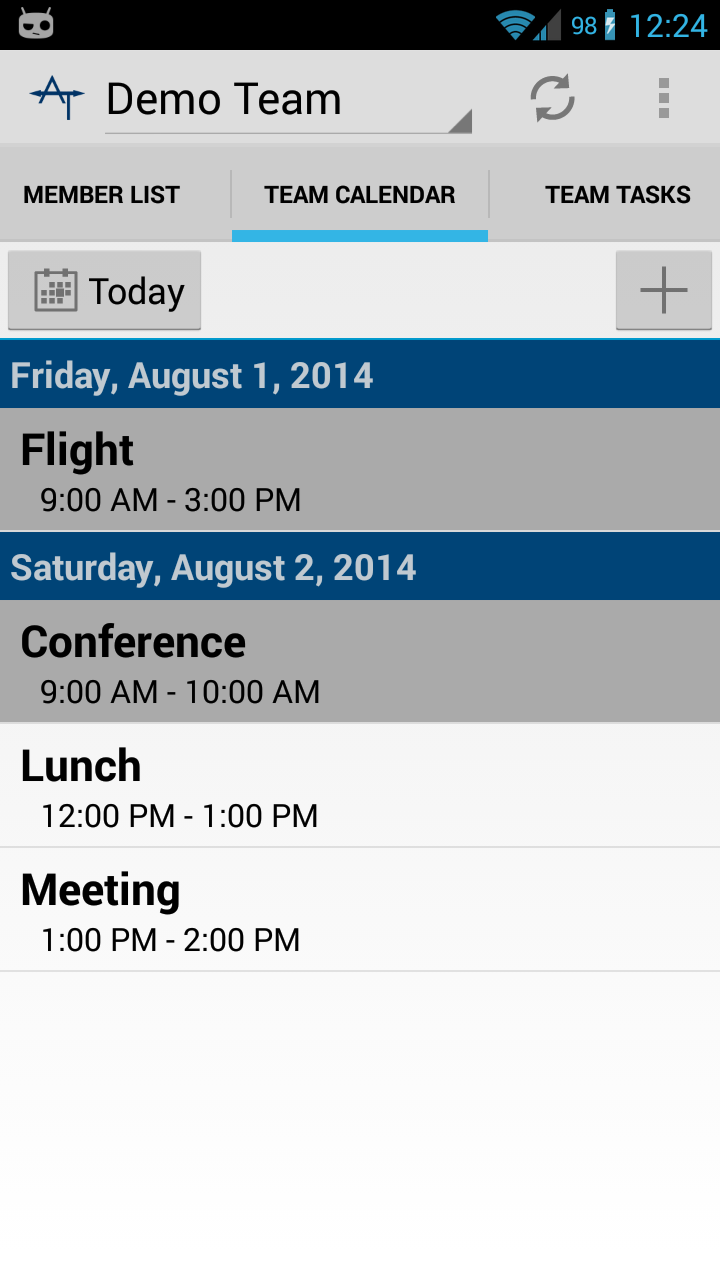 98 12:24
Demo Team
MEMBER LIST TEAM CALENDAR TEAM TASKS
Today
Friday, August 1, 2014
Flight
9:00 AM - 3:00 PM
Saturday, August 2, 2014
Conference
9:00 AM - 10:00 AM
Lunch
12:00 PM - 1:00 PM
Meeting
1:00 PM - 2:00 PM